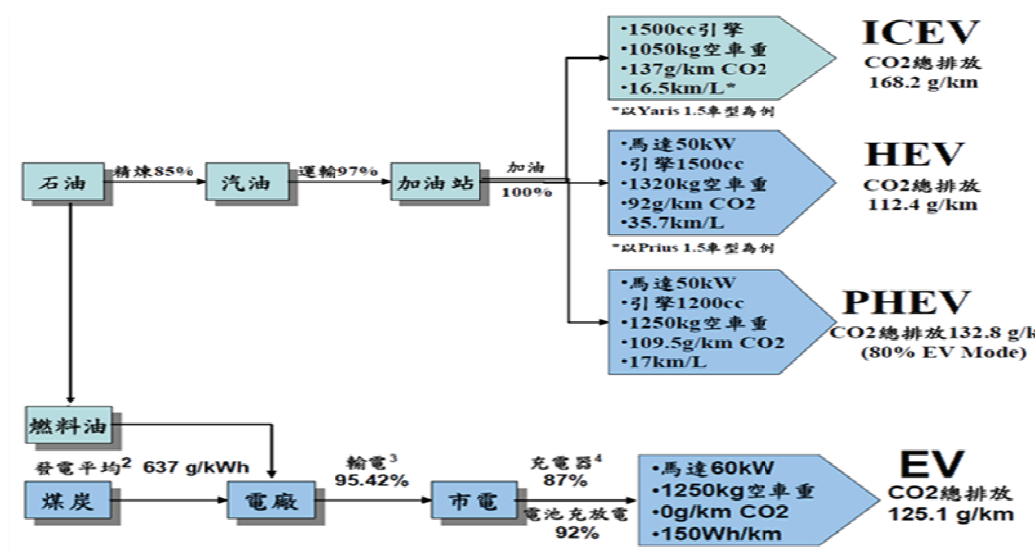 •1500cc引擎
•1050kg空車重
•137g/km CO2
•16.5km/L*
*以Yaris 1.5車型為例
ICEV
CO2總排放
168.2 g/km
石油
精煉85%
汽油
運輸97%
加油站
加油
100%
•馬達50kW
•引擎1500cc
•1320kg空車重
•92g/km CO2
•35.7km/L
*以Prius 1.5車型為例
HEV
CO2總排放
112.4 g/km
•馬達50kW
•引擎1200cc
•1250kg空車重
•109.5g/km CO2
•17km/L
PHEV
CO2總排放132.8 g/k
(80% EV Mode)
燃料油
發電平均2 637 g/kWh
煤炭
電廠
輸電3
95.42%
市電
充電器4
87%
電池充放電
92%
•馬達60kW
•1250kg空車重
•0g/km CO2
•150Wh/km
EV
CO2總排放
125.1 g/km